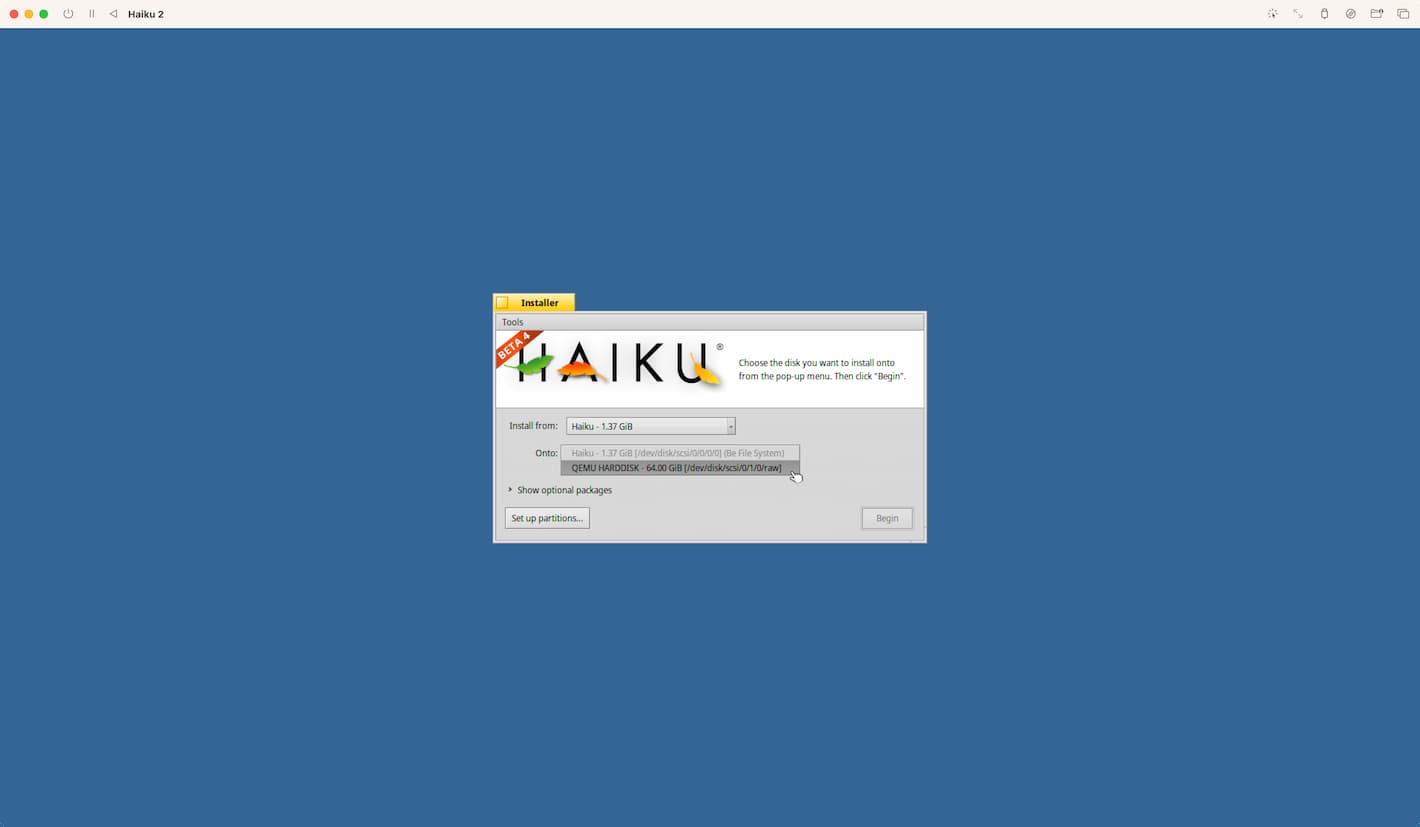 Haiku 2
Installer
Tools
BETA 4
HAIKU®
Choose the disk you want to install onto
from the pop-up menu. Then click "Begin".
Install from: Haiku - 1.37 GiB
Onto: Haiku - 1.37 GiB [/dev/disk/scsi/0/0/0/0] (Be File System)
QEMU HARDDISK - 64.00 GiB [/dev/disk/scsi/0/1/0/raw]
Show optional packages
Set up partitions...
Begin